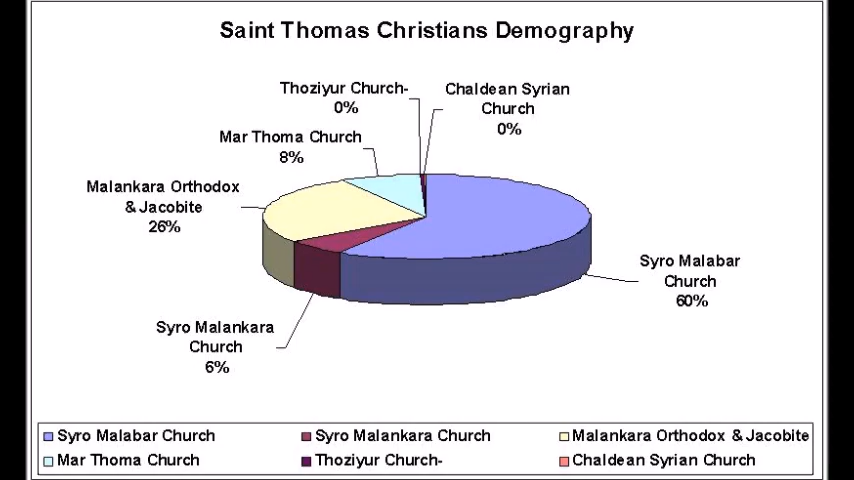 Saint Thomas Christians Demography
Thoziyur Church-
0%
Chaldean Syrian
Church
0%
Mar Thoma Church
8%
Malankara Orthodox
& Jacobite
26%
Syro Malabar
Church
60%
Syro Malankara
Church
6%
Syro Malabar Church
Syro Malankara Church
Malankara Orthodox & Jacobite
Mar Thoma Church
Thoziyur Church-
Chaldean Syrian Church